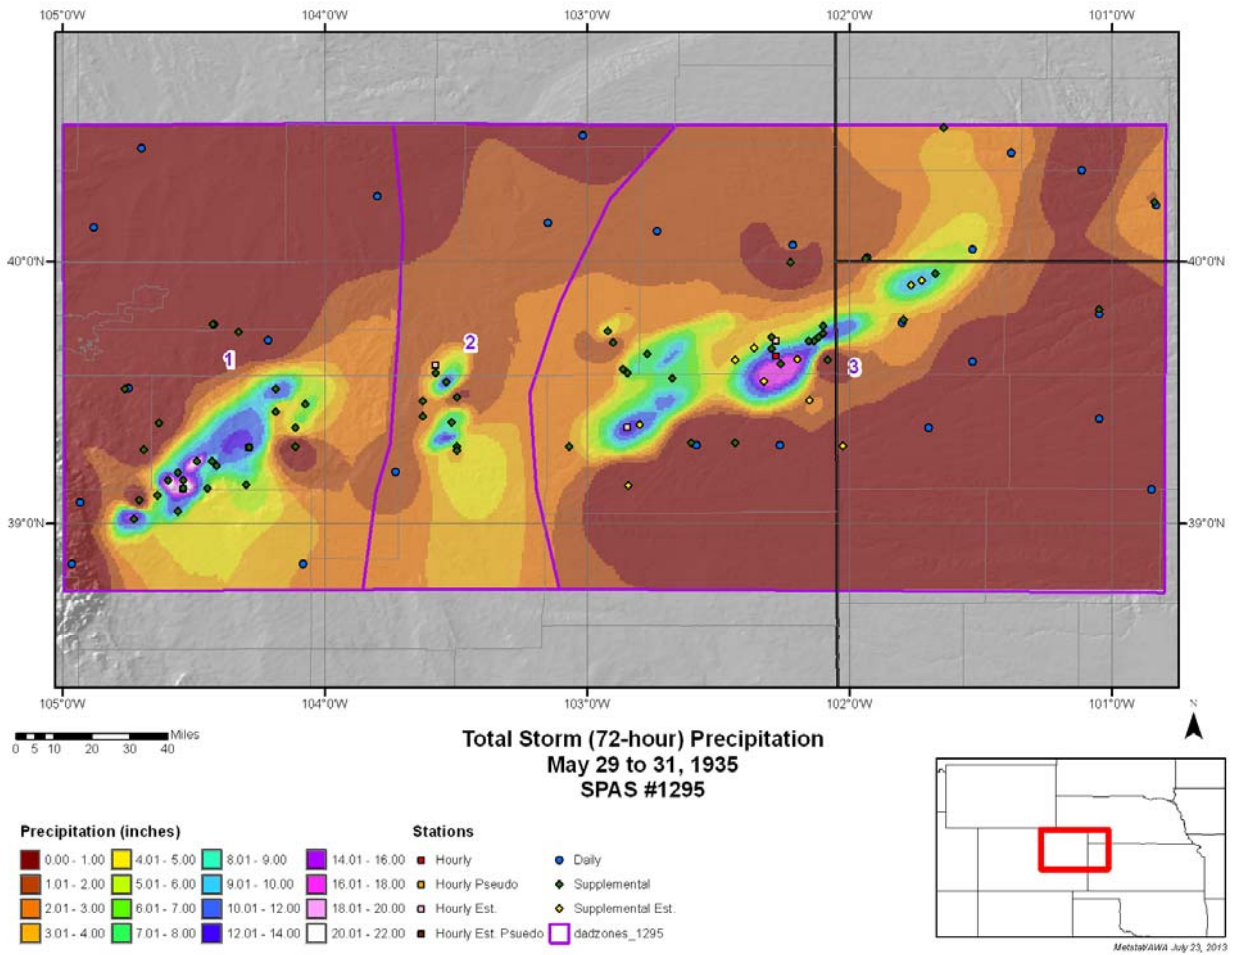 105°0'W 104°0'W 103°0'W 102°0'W 101°0'W
40°0'N 40°0'N
1
2
3
39°0'N 39°0'N
105°0'W 104°0'W 103°0'W 102°0'W 101°0'W
N
0 5 10 20 30 40 Miles
Total Storm (72-hour) Precipitation
May 29 to 31, 1935
SPAS #1295
Precipitation (inches)
0.00 - 1.00 4.01 - 5.00 8.01 - 9.00 14.01 - 16.00
1.01 - 2.00 5.01 - 6.00 9.01 - 10.00 16.01 - 18.00
2.01 - 3.00 6.01 - 7.00 10.01 - 12.00 18.01 - 20.00
3.01 - 4.00 7.01 - 8.00 12.01 - 14.00 20.01 - 22.00
Stations
Hourly Daily
Hourly Pseudo Supplemental
Hourly Est. Supplemental Est.
Hourly Est. Psuedo dadzones_1295
Metstat/AWA July 23, 2013